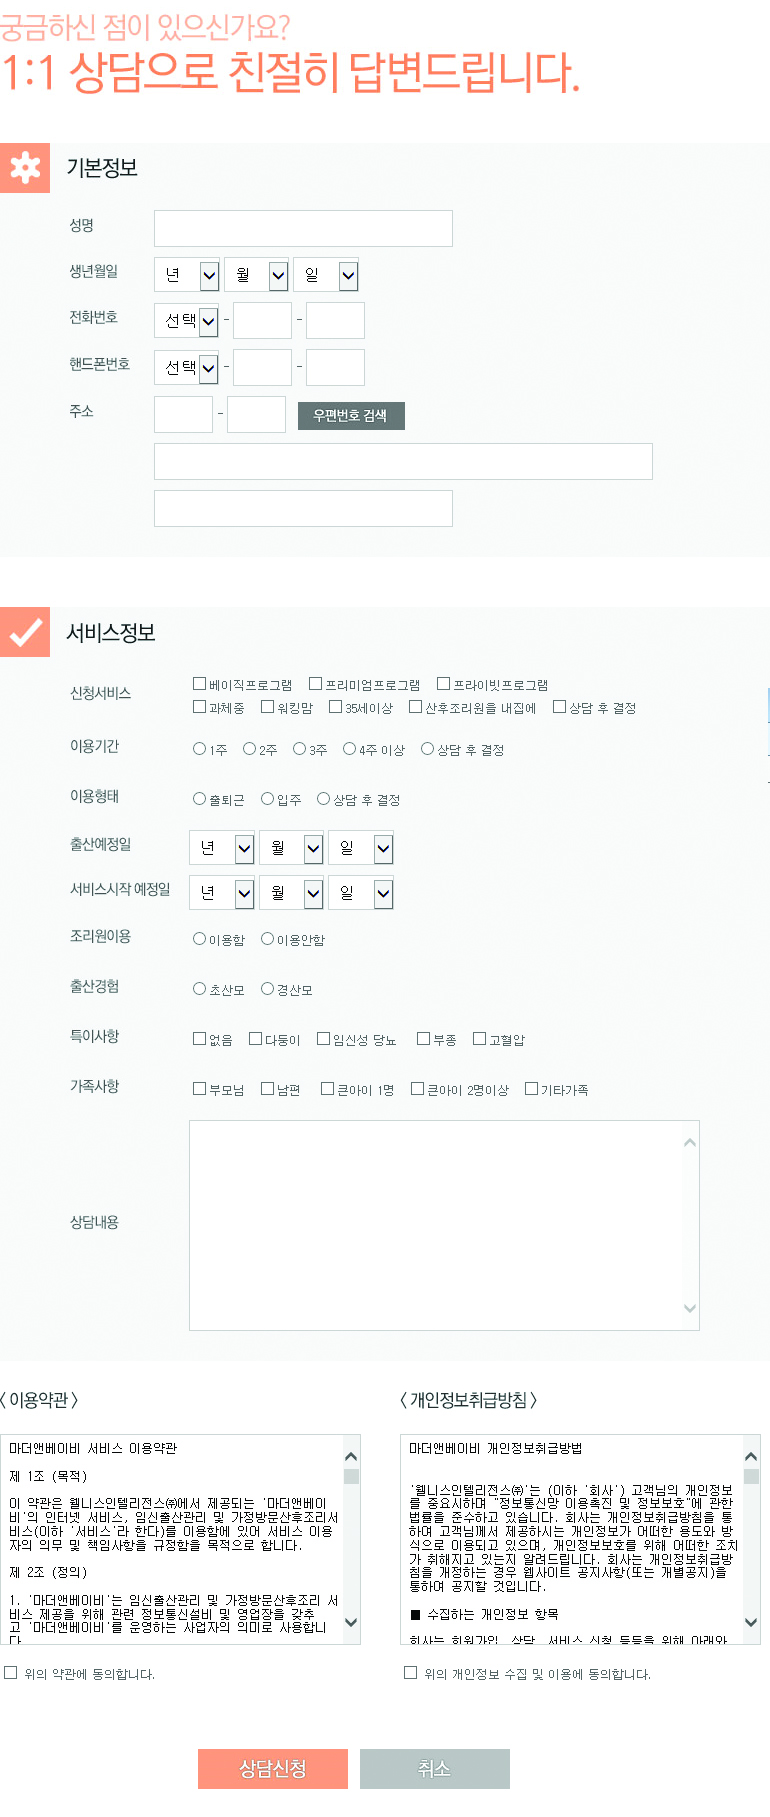 궁금하신 점이 있으신가요?
1:1 상담으로 친절히 답변드립니다.
기본정보
성명
생년월일 년 월 일
전화번호 선택 - -
핸드폰번호 선택 - -
주소 - 우편번호 검색
서비스정보
신청서비스 베이직프로그램 프리미엄프로그램 프라이빗프로그램
과체중 워킹맘 35세이상 산후조리원을 내집에 상담 후 결정
이용기간 1주 2주 3주 4주 이상 상담 후 결정
이용형태 출퇴근 입주 상담 후 결정
출산예정일 년 월 일
서비스시작 예정일 년 월 일
조리원이용 이용함 이용안함
출산경험 초산모 경산모
특이사항 없음 다둥이 임신성 당뇨 부종 고혈압
가족사항 부모님 남편 큰아이 1명 큰아이 2명이상 기타가족
상담내용
〈 이용약관 〉
마더앤베이비 서비스 이용약관
제 1조 (목적)
이 약관은 웰니스인텔리전스㈜에서 제공되는 '마더앤베이
비'의 인터넷 서비스, 임신출산관리 및 가정방문산후조리서
비스(이하 '서비스'라 한다)를 이용함에 있어 서비스 이용
자의 의무 및 책임사항을 규정함을 목적으로 합니다.
제 2조 (정의)
1. '마더앤베이비'는 임신출산관리 및 가정방문산후조리 서
비스 제공을 위해 관련 정보통신설비 및 영업장을 갖추
고 '마더앤베이비'를 운영하는 사업자의 의미로 사용합니
다
위의 약관에 동의합니다.
〈 개인정보취급방침 〉
마더앤베이비 개인정보취급방법
'웰니스인텔리전스㈜'는 (이하 '회사') 고객님의 개인정보
를 중요시하며 "정보통신망 이용촉진 및 정보보호"에 관한
법률을 준수하고 있습니다. 회사는 개인정보취급방침을 통
하여 고객님께서 제공하시는 개인정보가 어떠한 용도와 방
식으로 이용되고 있으며, 개인정보보호를 위해 어떠한 조치
가 취해지고 있는지 알려드립니다. 회사는 개인정보취급방
침을 개정하는 경우 웹사이트 공지사항(또는 개별공지)을
통하여 공지할 것입니다.
■ 수집하는 개인정보 항목
회사는 회원가입, 상담, 서비스 신청 등등을 위해 아래와
위의 개인정보 수집 및 이용에 동의합니다.
상담신청 취소